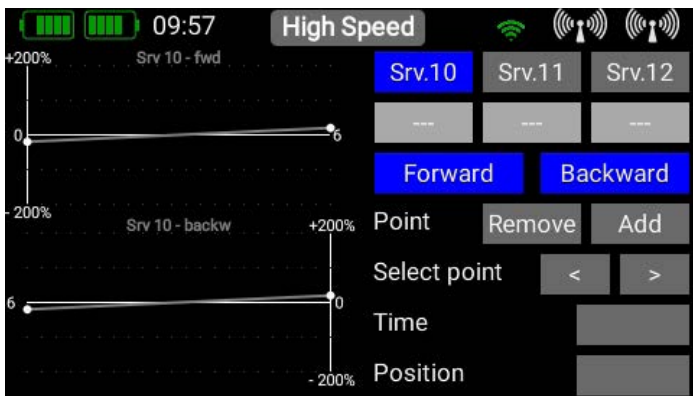 09:57 High Speed
+200% Srv 10 - fwd
0 6
- 200%
Srv 10 - backw +200%
6 0
- 200%
Srv.10 Srv.11 Srv.12
--- --- ---
Forward Backward
Point Remove Add
Select point < >
Time
Position